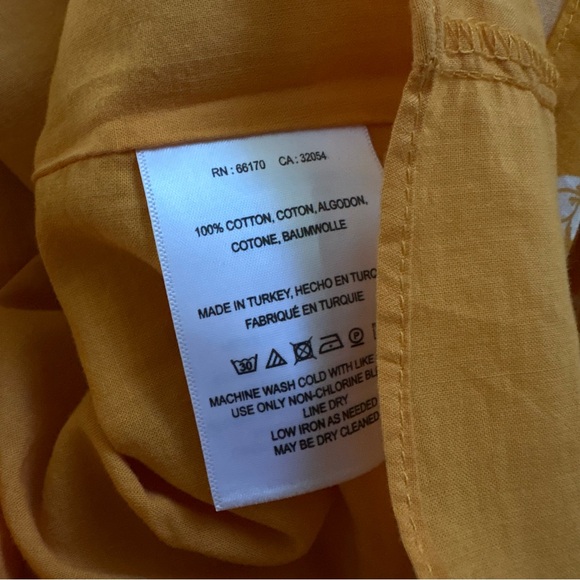 RN : 66170 CA : 32054
100% COTTON, COTON, ALGODON,
COTONE, BAUMWOLLE
MADE IN TURKEY, HECHO EN
FABRIQUÉ EN TURQUIE
30 P
MACHINE WASH COLD WITH LIKE
USE ONLY NON-CHLORINE
LINE DRY
LOW IRON AS NEEDED
MAY BE DRY CLEANED